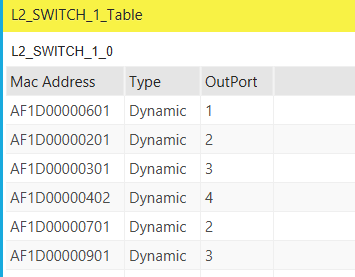 L2_SWITCH_1_Table
L2_SWITCH_1_0
Mac Address Type OutPort
AF1D00000601 Dynamic 1
AF1D00000201 Dynamic 2
AF1D00000301 Dynamic 3
AF1D00000402 Dynamic 4
AF1D00000701 Dynamic 2
AF1D00000901 Dynamic 3